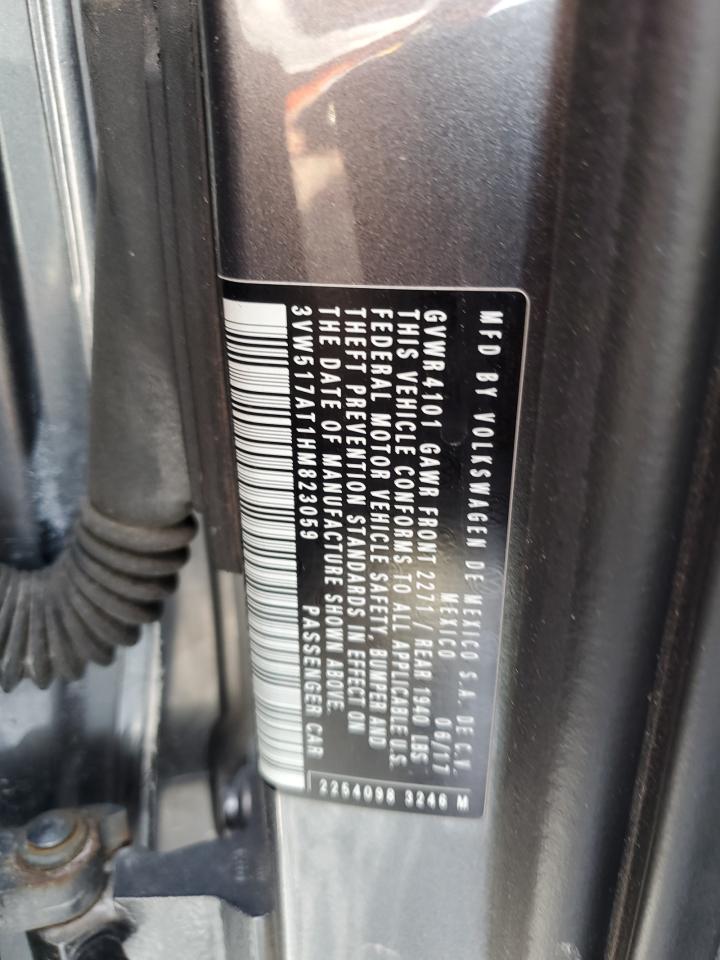 MFD BY VOLKSWAGEN DE MEXICO S.A. DE C.V.
MEXICO 06/17
GVWR 4101 GAWR FRONT 2271 / REAR 1940 LBS
THIS VEHICLE CONFORMS TO ALL APPLICABLE U.S.
FEDERAL MOTOR VEHICLE SAFETY, BUMPER AND
THEFT PREVENTION STANDARDS IN EFFECT ON
THE DATE OF MANUFACTURE SHOWN ABOVE.
3VW517AT1HM823059 PASSENGER CAR
2254098 3246 M